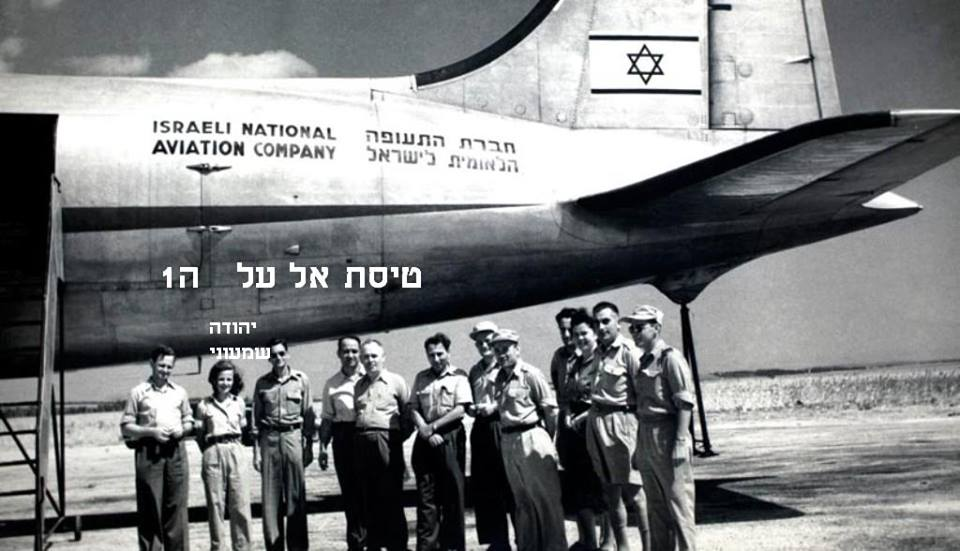 ISRAELI NATIONAL
AVIATION COMPANY
חברת התעופה
הלאומית לישראל
טיסת אל על ה1
יהודה
שמעוני